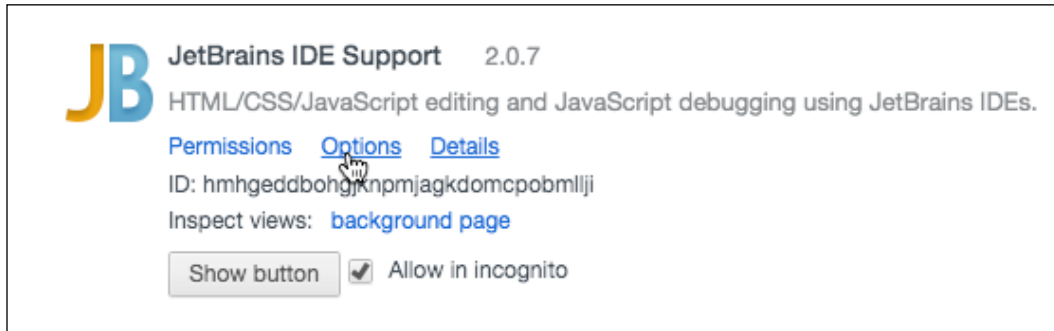 JB
JetBrains IDE Support 2.0.7
HTML/CSS/JavaScript editing and JavaScript debugging using JetBrains IDEs.
Permissions Options Details
ID: hmhgeddbohgjknpmjagkdomcpobmllji
Inspect views: background page
Show button Allow in incognito